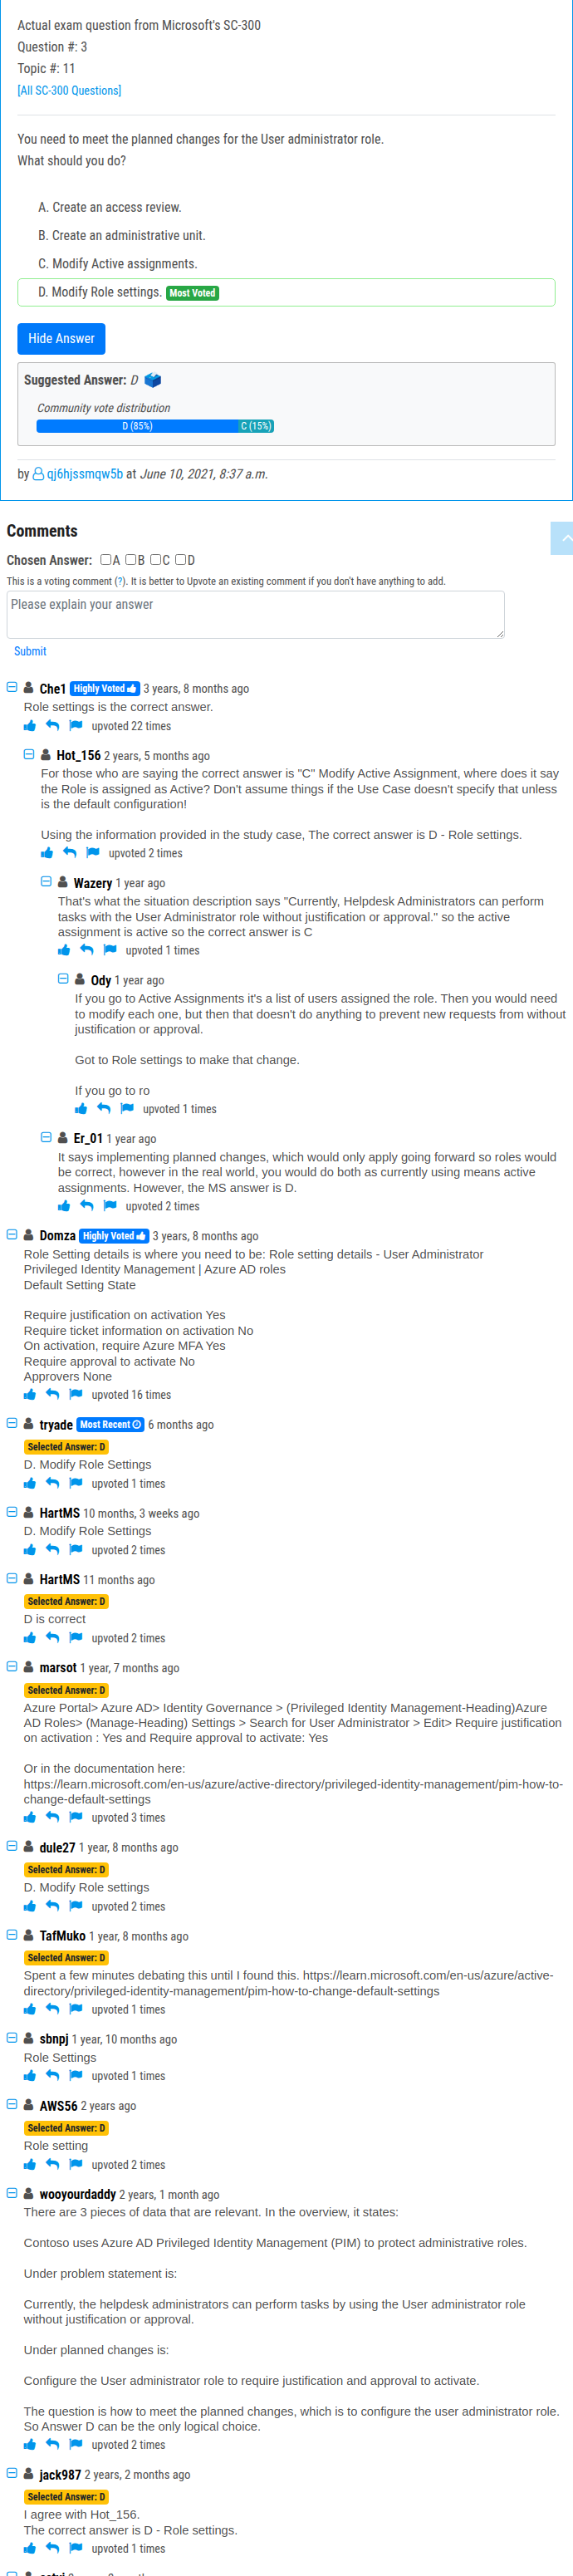 Actual exam question from Microsoft's SC-300
Question #: 3
Topic #: 11
[All SC-300 Questions]
You need to meet the planned changes for the User administrator role.
What should you do?
A. Create an access review.
B. Create an administrative unit.
C. Modify Active assignments.
D. Modify Role settings. Most Voted
Hide Answer
Suggested Answer: D
Community vote distribution
D (85%) C (15%)
by qj6hjssmqw5b at June 10, 2021, 8:37 a.m.
Comments
Chosen Answer: A B C D
This is a voting comment (?). It is better to Upvote an existing comment if you don't have anything to add.
Please explain your answer
Submit
Che1 Highly Voted 3 years, 8 months ago
Role settings is the correct answer.
upvoted 22 times
Hot_156 2 years, 5 months ago
For those who are saying the correct answer is "C" Modify Active Assignment, where does it say
the Role is assigned as Active? Don't assume things if the Use Case doesn't specify that unless
is the default configuration!
Using the information provided in the study case, The correct answer is D - Role settings.
upvoted 2 times
Wazery 1 year ago
That's what the situation description says "Currently, Helpdesk Administrators can perform
tasks with the User Administrator role without justification or approval." so the active
assignment is active so the correct answer is C
upvoted 1 times
Ody 1 year ago
If you go to Active Assignments it's a list of users assigned the role. Then you would need
to modify each one, but then that doesn't do anything to prevent new requests from without
justification or approval.
Got to Role settings to make that change.
If you go to ro
upvoted 1 times
Er_01 1 year ago
It says implementing planned changes, which would only apply going forward so roles would
be correct, however in the real world, you would do both as currently using means active
assignments. However, the MS answer is D.
upvoted 2 times
Domza Highly Voted 3 years, 8 months ago
Role Setting details is where you need to be: Role setting details - User Administrator
Privileged Identity Management | Azure AD roles
Default Setting State
Require justification on activation Yes
Require ticket information on activation No
On activation, require Azure MFA Yes
Require approval to activate No
Approvers None
upvoted 16 times
tryade Most Recent 6 months ago
Selected Answer: D
D. Modify Role Settings
upvoted 1 times
HartMS 10 months, 3 weeks ago
D. Modify Role Settings
upvoted 2 times
HartMS 11 months ago
Selected Answer: D
D is correct
upvoted 2 times
marsot 1 year, 7 months ago
Selected Answer: D
Azure Portal> Azure AD> Identity Governance > (Privileged Identity Management-Heading)Azure
AD Roles> (Manage-Heading) Settings > Search for User Administrator > Edit> Require justification
on activation : Yes and Require approval to activate: Yes
Or in the documentation here:
https://learn.microsoft.com/en-us/azure/active-directory/privileged-identity-management/pim-how-to-
change-default-settings
upvoted 3 times
dule27 1 year, 8 months ago
Selected Answer: D
D. Modify Role settings
upvoted 2 times
TafMuko 1 year, 8 months ago
Selected Answer: D
Spent a few minutes debating this until I found this. https://learn.microsoft.com/en-us/azure/active-
directory/privileged-identity-management/pim-how-to-change-default-settings
upvoted 1 times
sbnpj 1 year, 10 months ago
Role Settings
upvoted 1 times
AWS56 2 years ago
Selected Answer: D
Role setting
upvoted 2 times
wooyourdaddy 2 years, 1 month ago
There are 3 pieces of data that are relevant. In the overview, it states:
Contoso uses Azure AD Privileged Identity Management (PIM) to protect administrative roles.
Under problem statement is:
Currently, the helpdesk administrators can perform tasks by using the User administrator role
without justification or approval.
Under planned changes is:
Configure the User administrator role to require justification and approval to activate.
The question is how to meet the planned changes, which is to configure the user administrator role.
So Answer D can be the only logical choice.
upvoted 2 times
jack987 2 years, 2 months ago
Selected Answer: D
I agree with Hot_156.
The correct answer is D - Role settings.
upvoted 1 times